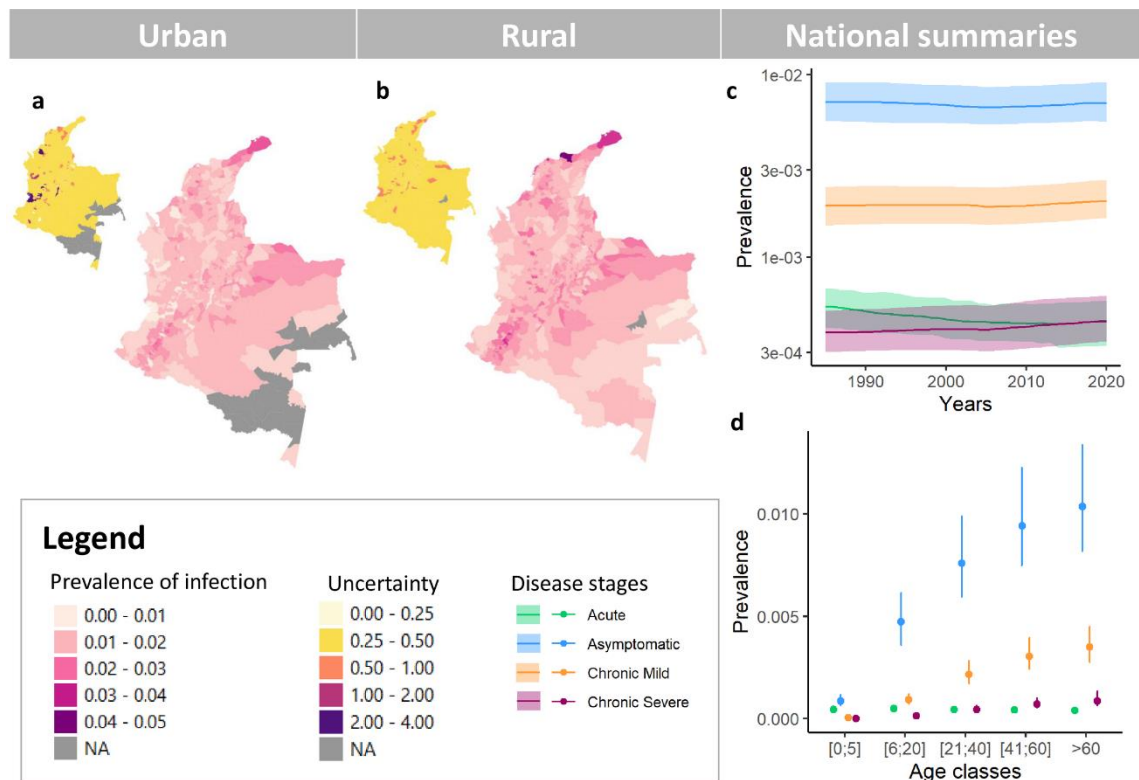 Urban
Rural
National summaries
a
b
c
1e-02
3e-03
1e-03
3e-04
Prevalence
1990
2000
2010
2020
Years
d
0.010
0.005
0.000
Prevalence
[0;5]
[6;20]
[21;40]
[41;60]
>60
Age classes
Legend
Prevalence of infection
0.00 - 0.01
0.01 - 0.02
0.02 - 0.03
0.03 - 0.04
0.04 - 0.05
NA
Uncertainty
0.00 - 0.25
0.25 - 0.50
0.50 - 1.00
1.00 - 2.00
2.00 - 4.00
NA
Disease stages
Acute
Asymptomatic
Chronic Mild
Chronic Severe